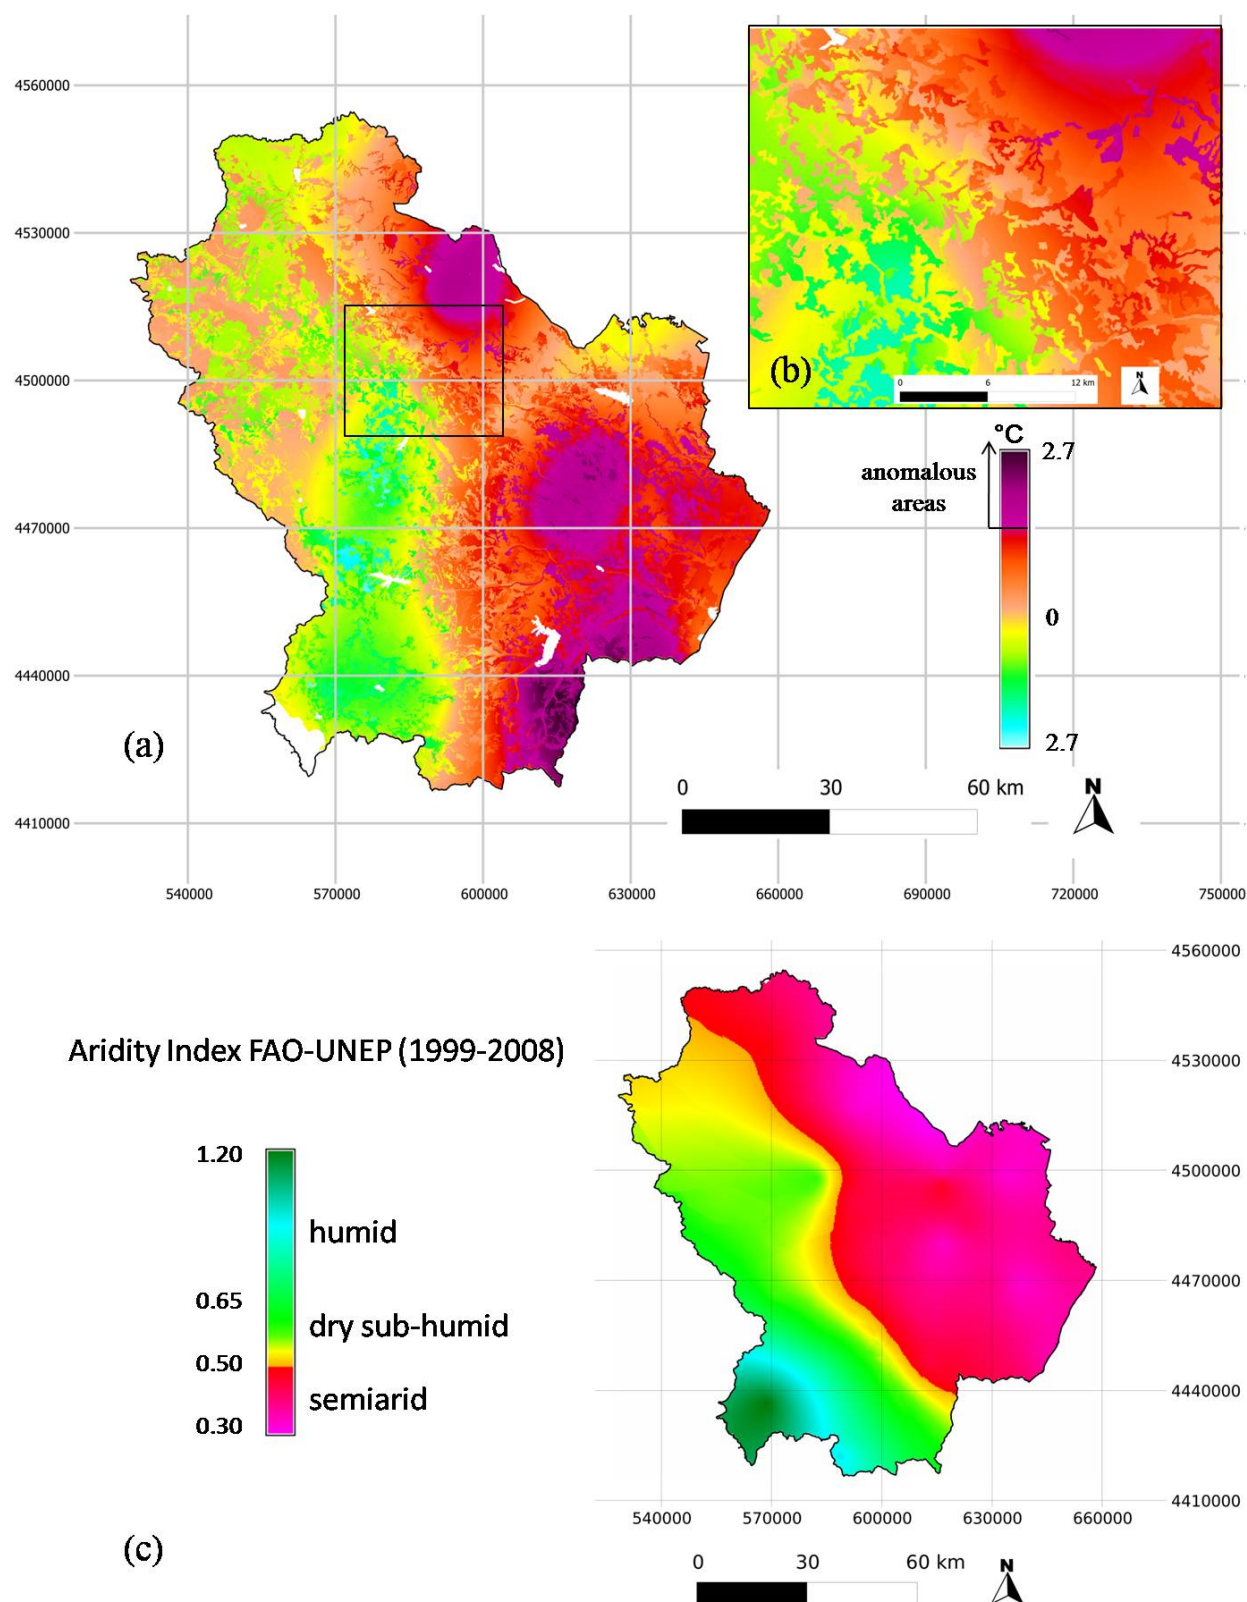 4560000
4530000
4500000
4470000
4440000
4410000
540000 570000 600000 630000 660000 690000 720000 750000
(a)
0 30 60 km
N
(b)
0 6 12 km
N
°C
2.7
anomalous
areas
0
2.7
Aridity Index FAO-UNEP (1999-2008)
1.20
humid
0.65
dry sub-humid
0.50
semiarid
0.30
(c)
4560000
4530000
4500000
4470000
4440000
4410000
540000 570000 600000 630000 660000
0 30 60 km
N